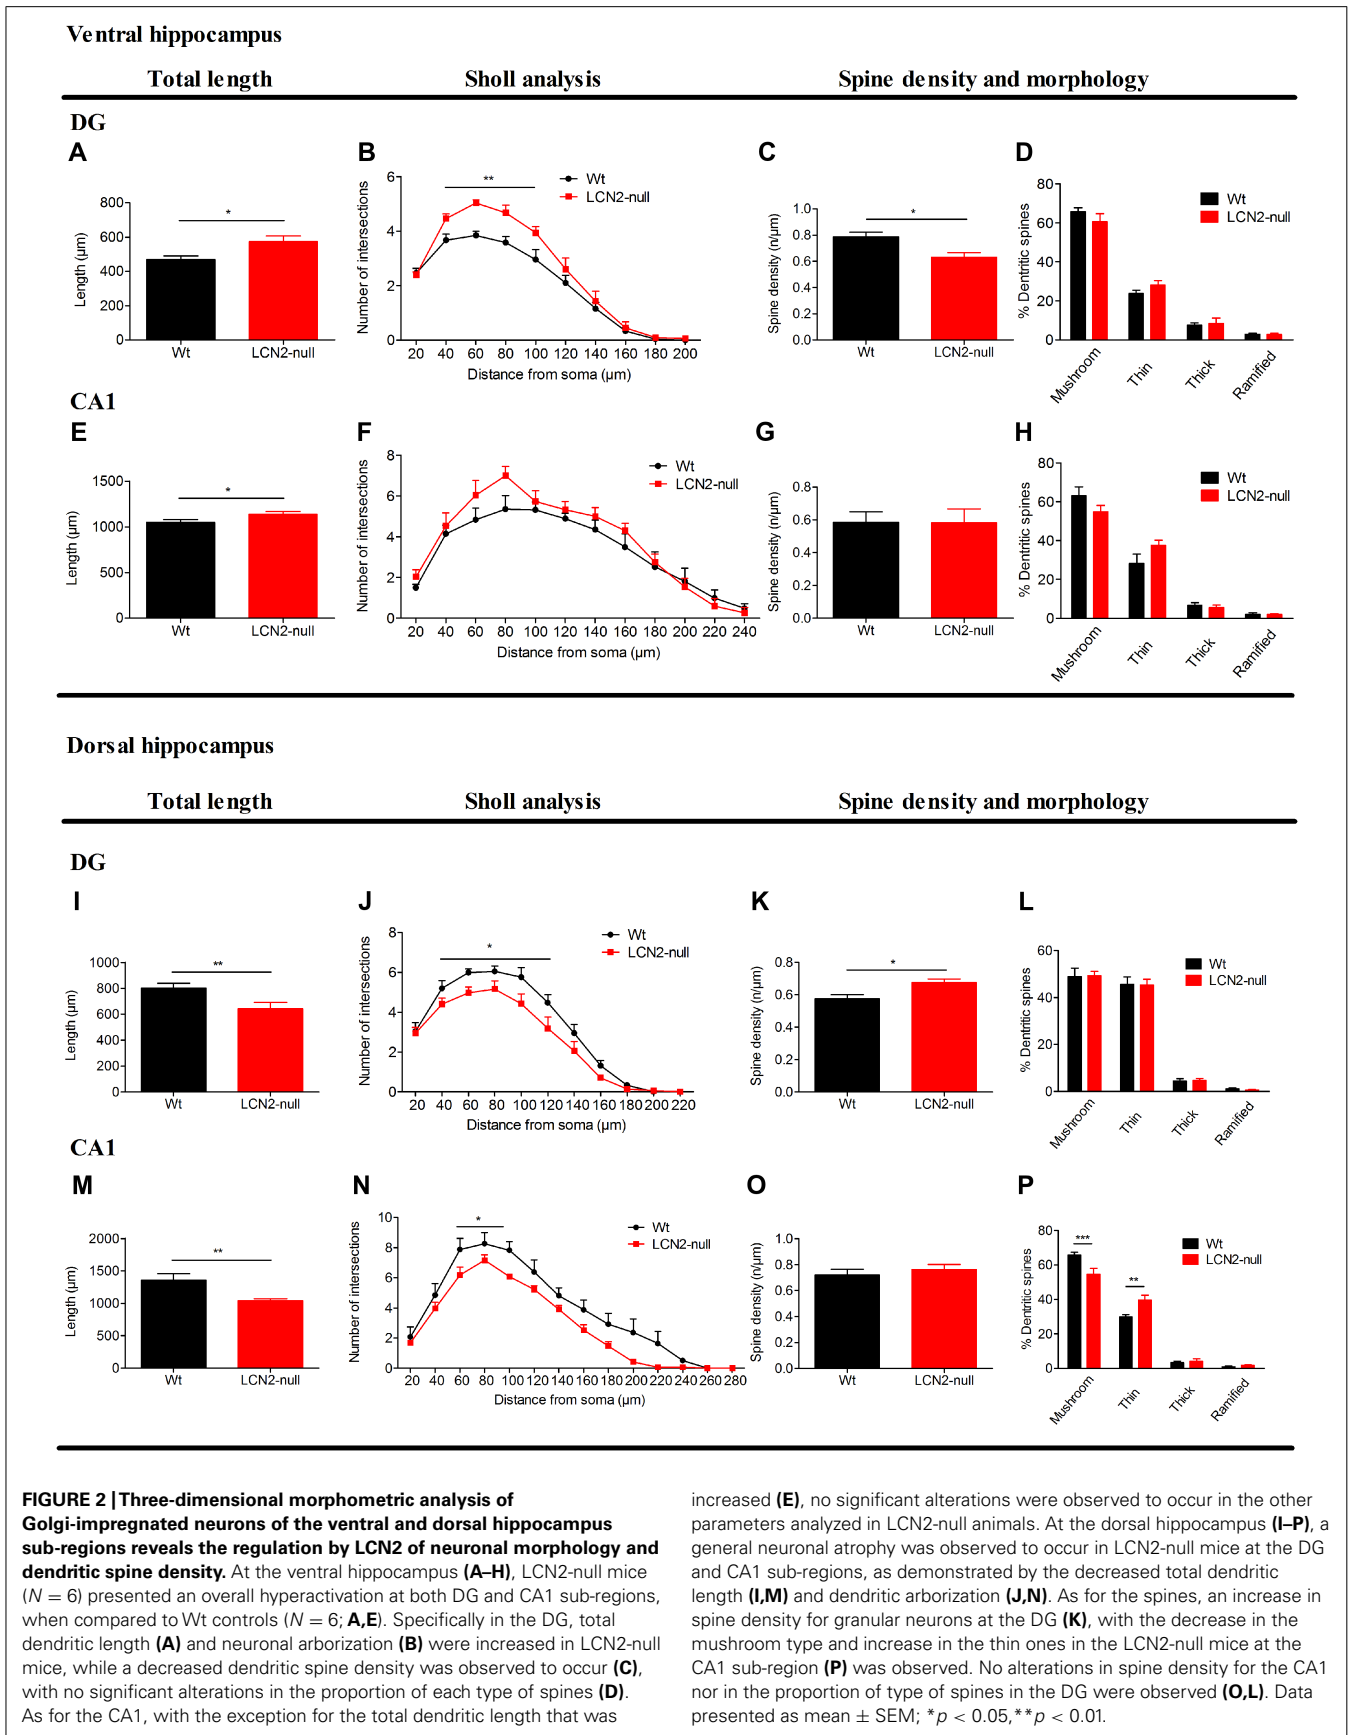 Ventral hippocampus
Total length Sholl analysis Spine density and morphology
DG
A B C D
800
600
400
200
0
Length (µm)
*
Wt LCN2-null
6
4
2
0
Number of intersections
**
Wt
LCN2-null
20 40 60 80 100 120 140 160 180 200
Distance from soma (µm)
1.0
0.8
0.6
0.4
0.2
0.0
Spine density (n/µm)
*
Wt LCN2-null
80
60
40
20
0
% Dentritic spines
Wt
LCN2-null
Mushroom Thin Thick Ramified
CA1
E F G H
1500
1000
500
0
Length (µm)
*
Wt LCN2-null
8
6
4
2
0
Number of intersections
Wt
LCN2-null
20 40 60 80 100 120 140 160 180 200 220 240
Distance from soma (µm)
0.8
0.6
0.4
0.2
0.0
Spine density (n/µm)
Wt LCN2-null
80
60
40
20
0
% Dentritic spines
Wt
LCN2-null
Mushroom Thin Thick Ramified
Dorsal hippocampus
Total length Sholl analysis Spine density and morphology
DG
I J K L
1000
800
600
400
200
0
Length (µm)
**
Wt LCN2-null
8
6
4
2
0
Number of intersections
*
Wt
LCN2-null
20 40 60 80 100 120 140 160 180 200 220
Distance from soma (µm)
0.8
0.6
0.4
0.2
0.0
Spine density (n/µm)
*
Wt LCN2-null
60
40
20
0
% Dentritic spines
Wt
LCN2-null
Mushroom Thin Thick Ramified
CA1
M N O P
2000
1500
1000
500
0
Length (µm)
**
Wt LCN2-null
10
8
6
4
2
0
Number of intersections
*
Wt
LCN2-null
20 40 60 80 100 120 140 160 180 200 220 240 260 280
Distance from soma (µm)
1.0
0.8
0.6
0.4
0.2
0.0
Spine density (n/µm)
Wt LCN2-null
80
60
40
20
0
% Dentritic spines
***
**
Wt
LCN2-null
Mushroom Thin Thick Ramified
FIGURE 2 | Three-dimensional morphometric analysis of
Golgi-impregnated neurons of the ventral and dorsal hippocampus
sub-regions reveals the regulation by LCN2 of neuronal morphology and
dendritic spine density. At the ventral hippocampus (A–H), LCN2-null mice
(N = 6) presented an overall hyperactivation at both DG and CA1 sub-regions,
when compared to Wt controls (N = 6; A,E). Specifically in the DG, total
dendritic length (A) and neuronal arborization (B) were increased in LCN2-null
mice, while a decreased dendritic spine density was observed to occur (C),
with no significant alterations in the proportion of each type of spines (D).
As for the CA1, with the exception for the total dendritic length that was
increased (E), no significant alterations were observed to occur in the other
parameters analyzed in LCN2-null animals. At the dorsal hippocampus (I–P), a
general neuronal atrophy was observed to occur in LCN2-null mice at the DG
and CA1 sub-regions, as demonstrated by the decreased total dendritic
length (I,M) and dendritic arborization (J,N). As for the spines, an increase in
spine density for granular neurons at the DG (K), with the decrease in the
mushroom type and increase in the thin ones in the LCN2-null mice at the
CA1 sub-region (P) was observed. No alterations in spine density for the CA1
nor in the proportion of type of spines in the DG were observed (O,L). Data
presented as mean ± SEM; *p < 0.05, **p < 0.01.